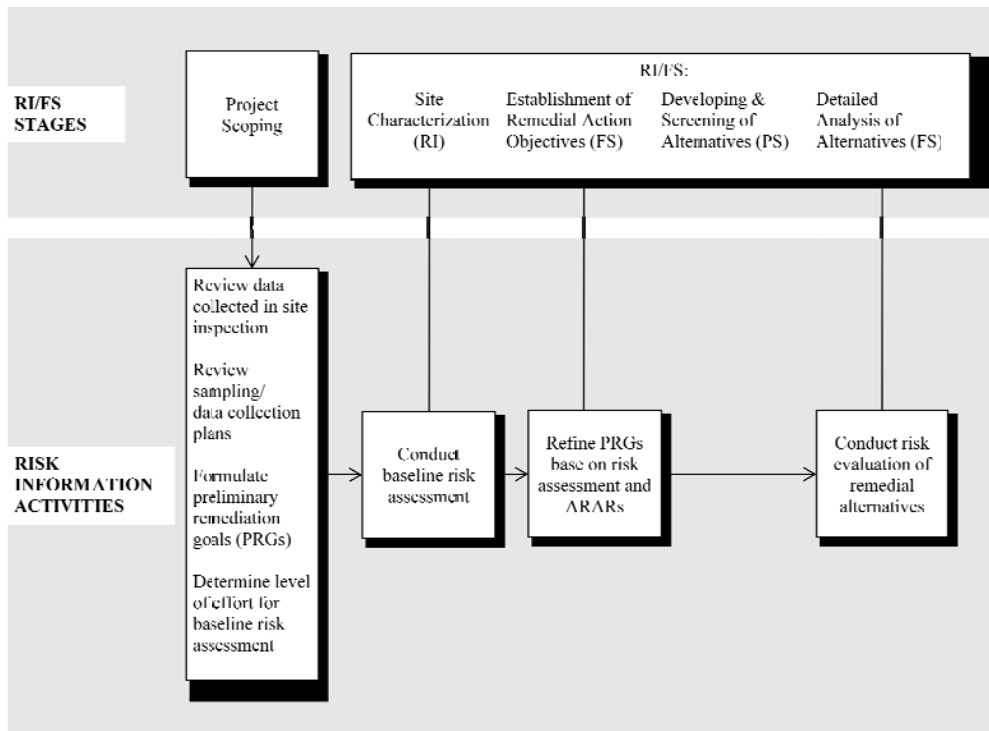 RI/FS
STAGES
Project
Scoping
RI/FS:
Site
Characterization
(RI)
Establishment of
Remedial Action
Objectives (FS)
Developing &
Screening of
Alternatives (PS)
Detailed
Analysis of
Alternatives (FS)
RISK
INFORMATION
ACTIVITIES
Review data
collected in site
inspection
Review
sampling/
data collection
plans
Formulate
preliminary
remediation
goals (PRGs)
Determine level
of effort for
baseline risk
assessment
Conduct
baseline risk
assessment
Refine PRGs
base on risk
assessment and
ARARs
Conduct risk
evaluation of
remedial
alternatives